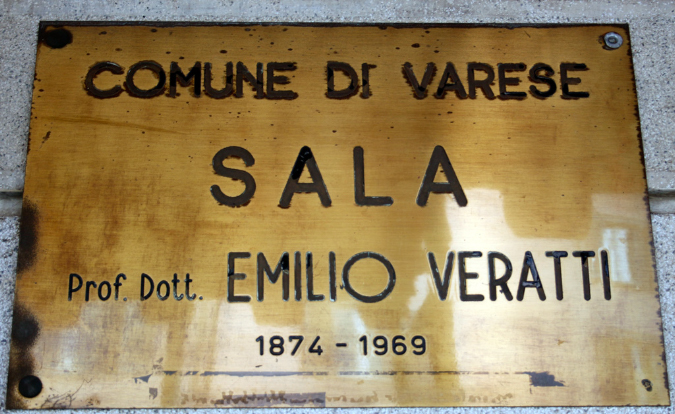 COMUNE DI VARESE
SALA
Prof. Dott. EMILIO VERATTI
1874 - 1969